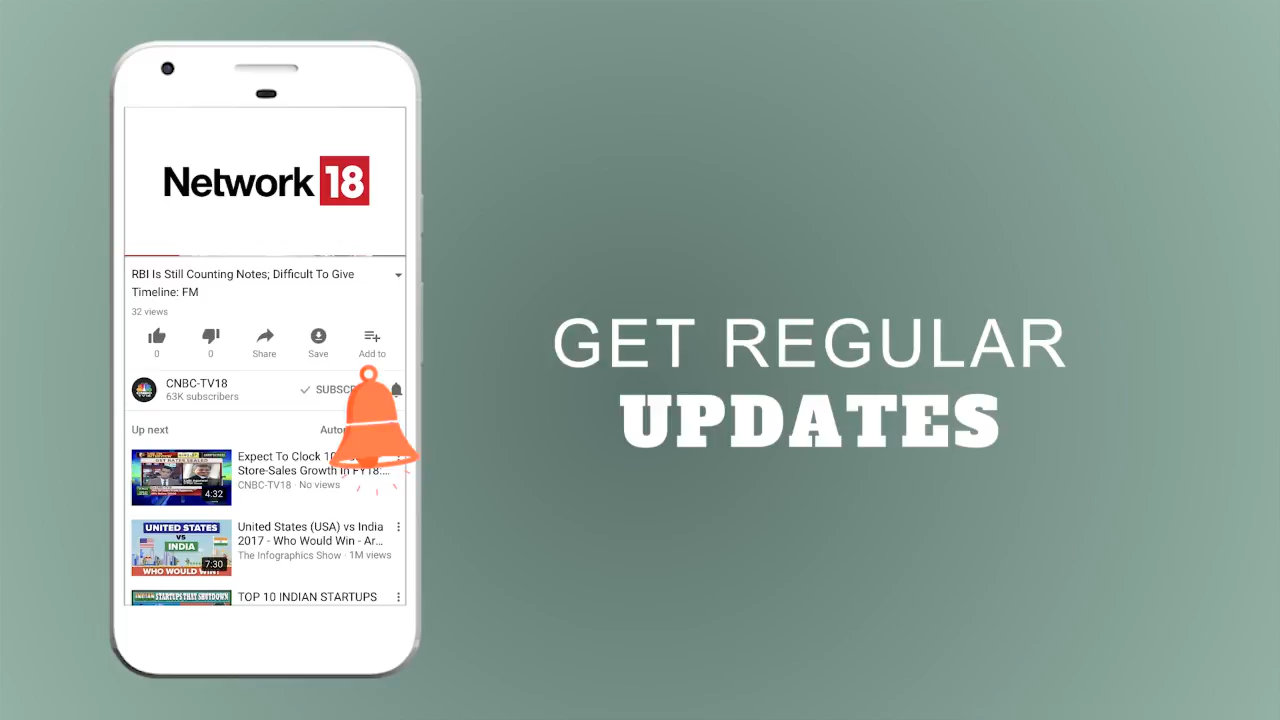 Network 18
RBI Is Still Counting Notes; Difficult To Give
Timeline: FM
32 views
0
0
Share
Save
Add to
CNBC-TV18
63K subscribers
Up next
Expect To Clock 10
Store-Sales Growth In FY18:...
CNBC-TV18 · No views
4:32
United States (USA) vs India
2017 - Who Would Win - Ar...
The Infographics Show · 1M views
UNITED STATES
VS
INDIA
WHO WOULD WIN?
7:30
INDIAN STARTUPS THAT SHUTDOWN
TOP 10 INDIAN STARTUPS
GET REGULAR
UPDATES